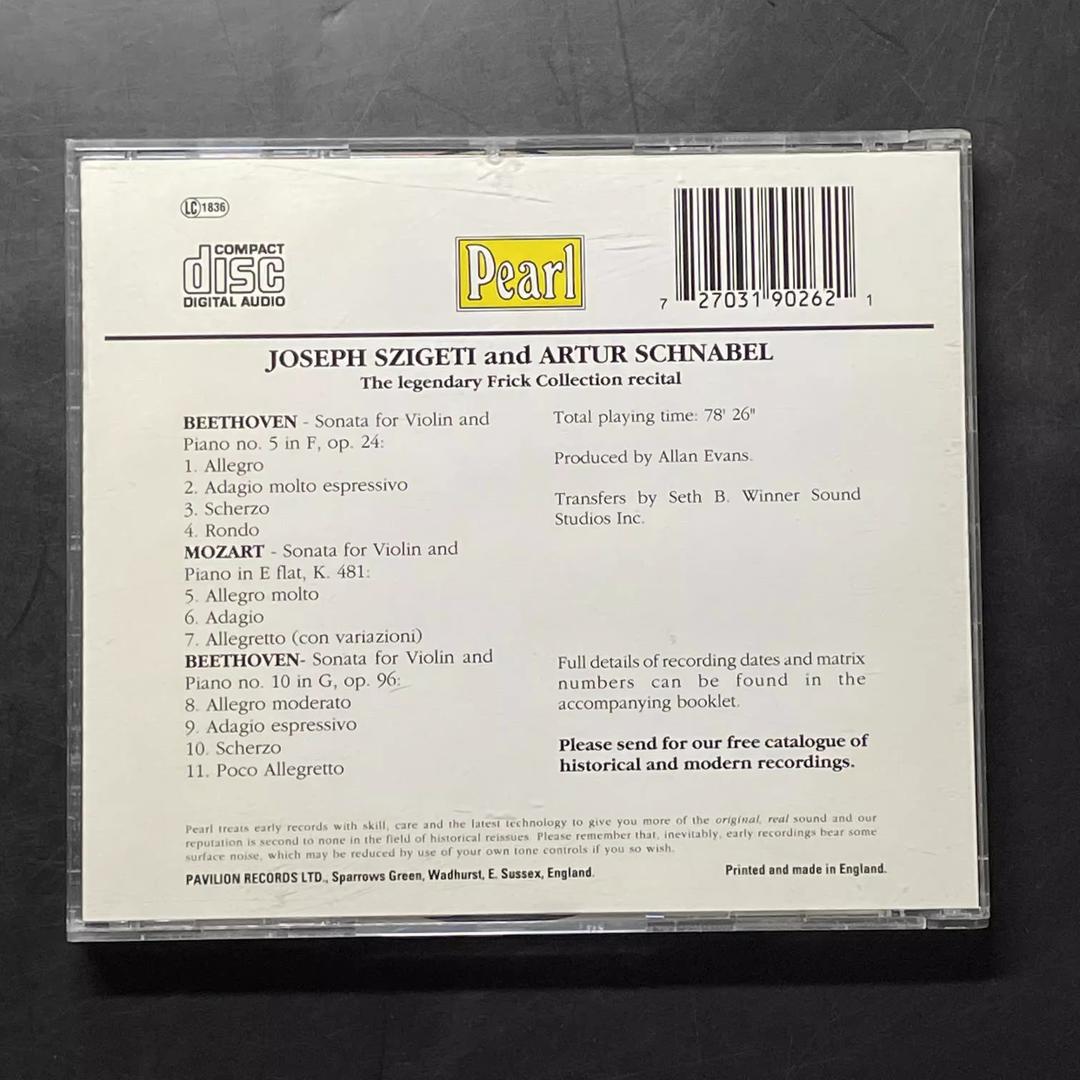 LC 1836
COMPACT
disc
DIGITAL AUDIO
Pearl
7 27031 90262 1
JOSEPH SZIGETI and ARTUR SCHNABEL
The legendary Frick Collection recital
BEETHOVEN - Sonata for Violin and
Piano no. 5 in F, op. 24:
1. Allegro
2. Adagio molto espressivo
3. Scherzo
4. Rondo
MOZART - Sonata for Violin and
Piano in E flat, K. 481:
5. Allegro molto
6. Adagio
7. Allegretto (con variazioni)
BEETHOVEN- Sonata for Violin and
Piano no. 10 in G, op. 96:
8. Allegro moderato
9. Adagio espressivo
10. Scherzo
11. Poco Allegretto
Total playing time: 78' 26"
Produced by Allan Evans.
Transfers by Seth B. Winner Sound
Studios Inc.
Full details of recording dates and matrix
numbers can be found in the
accompanying booklet.
Please send for our free catalogue of
historical and modern recordings.
Pearl treats early records with skill, care and the latest technology to give you more of the original, real sound and our
reputation is second to none in the field of historical reissues. Please remember that, inevitably, early recordings bear some
surface noise, which may be reduced by use of your own tone controls if you so wish.
PAVILION RECORDS LTD., Sparrows Green, Wadhurst, E. Sussex, England.
Printed and made in England.